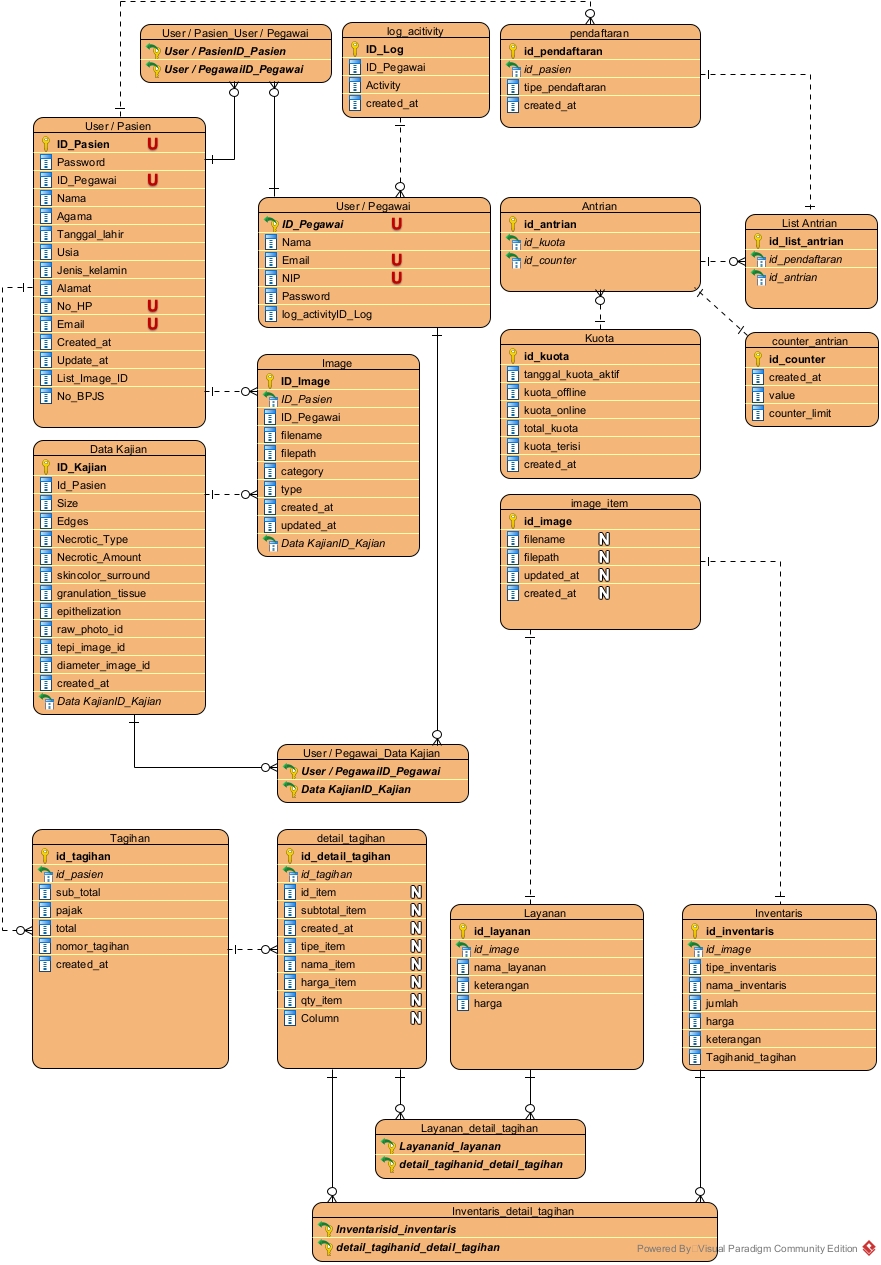 User / Pasien_User / Pegawai
User / PasienID_Pasien
User / PegawaiID_Pegawai
log_acitivity
ID_Log
ID_Pegawai
Activity
created_at
pendaftaran
id_pendaftaran
id_pasien
tipe_pendaftaran
created_at
User / Pasien
ID_Pasien U
Password
ID_Pegawai U
Nama
Agama
Tanggal_lahir
Usia
Jenis_kelamin
Alamat
No_HP U
Email U
Created_at
Update_at
List_Image_ID
No_BPJS
User / Pegawai
ID_Pegawai U
Nama
Email U
NIP U
Password
log_activityID_Log
Antrian
id_antrian
id_kuota
id_counter
List Antrian
id_list_antrian
id_pendaftaran
id_antrian
Kuota
id_kuota
tanggal_kuota_aktif
kuota_offline
kuota_online
total_kuota
kuota_terisi
created_at
counter_antrian
id_counter
created_at
value
counter_limit
Image
ID_Image
ID_Pasien
ID_Pegawai
filename
filepath
category
type
created_at
updated_at
Data KajianID_Kajian
Data Kajian
ID_Kajian
Id_Pasien
Size
Edges
Necrotic_Type
Necrotic_Amount
skincolor_surround
granulation_tissue
epithelization
raw_photo_id
tepi_image_id
diameter_image_id
created_at
Data KajianID_Kajian
image_item
id_image
filename N
filepath N
updated_at N
created_at N
User / Pegawai_Data Kajian
User / PegawaiID_Pegawai
Data KajianID_Kajian
Tagihan
id_tagihan
id_pasien
sub_total
pajak
total
nomor_tagihan
created_at
detail_tagihan
id_detail_tagihan
id_tagihan
id_item N
subtotal_item N
created_at N
tipe_item N
nama_item N
harga_item N
qty_item N
Column N
Layanan
id_layanan
id_image
nama_layanan
keterangan
harga
Inventaris
id_inventaris
id_image
tipe_inventaris
nama_inventaris
jumlah
harga
keterangan
Tagihanid_tagihan
Layanan_detail_tagihan
Layananid_layanan
detail_tagihanid_detail_tagihan
Inventaris_detail_tagihan
Inventarisid_inventaris
detail_tagihanid_detail_tagihan
Powered By Visual Paradigm Community Edition